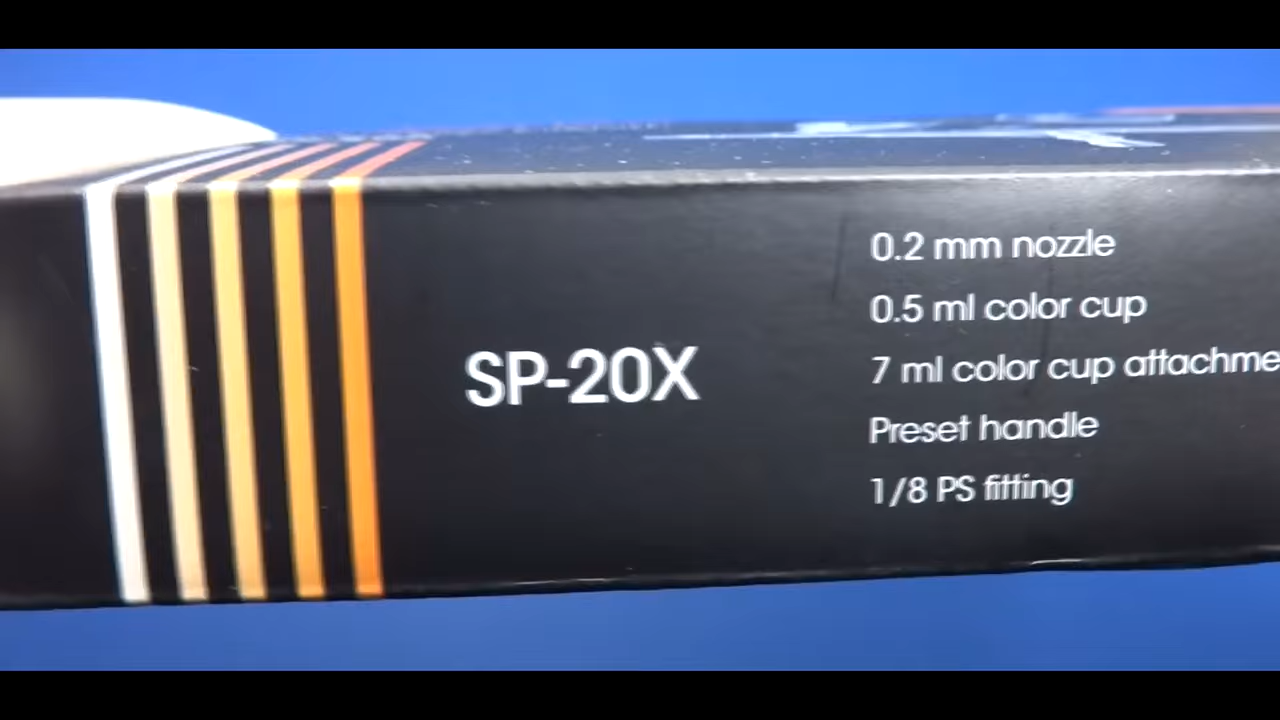 SP-20X
0.2 mm nozzle
0.5 ml color cup
7 ml color cup attachme
Preset handle
1/8 PS fitting